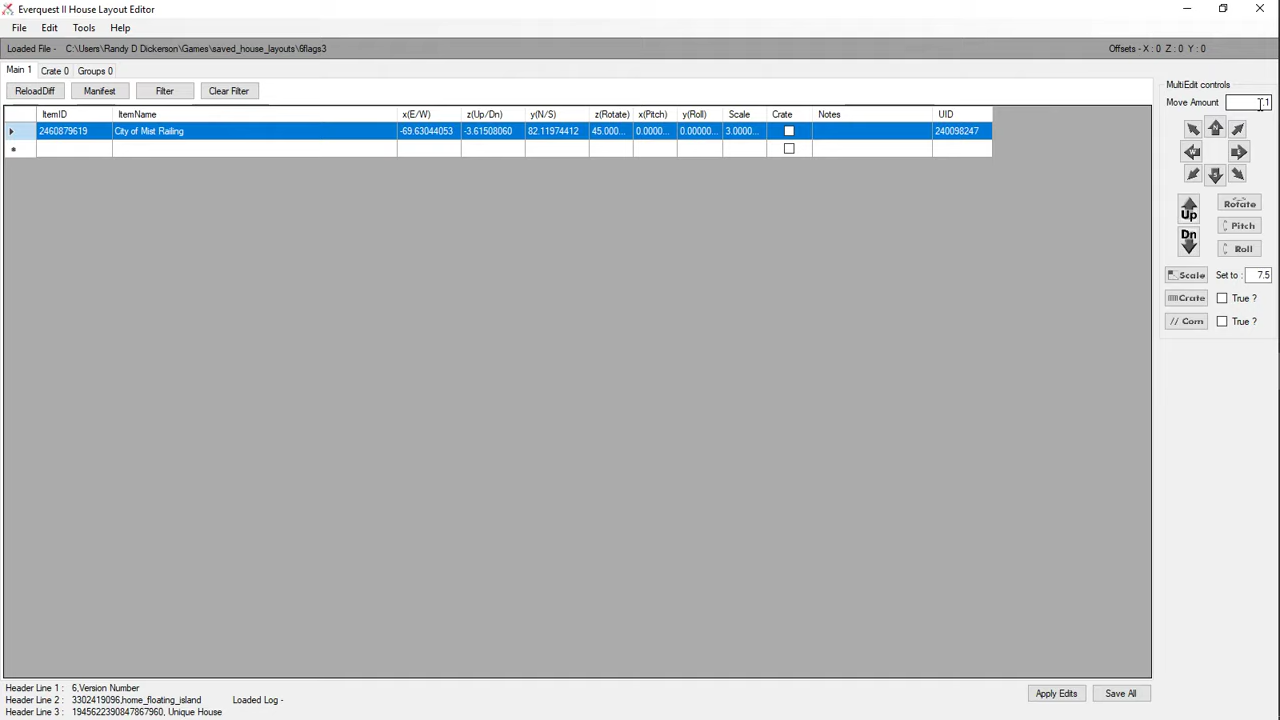 Everquest II House Layout Editor
File Edit Tools Help
Loaded File - C:\Users\Randy D Dickerson\Games\saved_house_layouts\6flags3 Offsets - X : 0 Z : 0 Y : 0
Main 1 Crate 0 Groups 0
ReloadDiff Manifest Filter Clear Filter
MultiEdit controls
Move Amount .1
ItemID ItemName x(E/W) z(Up/Dn) y(N/S) z(Rotate) x(Pitch) y(Roll) Scale Crate Notes UID
2460879619 City of Mist Railing -69.63044053 -3.61508060 82.11974412 45.000... 0.0000... 0.00000... 3.0000... 240098247
N
W E
S
Up Rotate
Dn Pitch
Roll
Scale Set to : 7.5
Crate True ?
// Com True ?
Header Line 1 : 6,Version Number
Header Line 2 : 3302419096,home_floating_island Loaded Log -
Header Line 3 : 1945622390847867960, Unique House
Apply Edits Save All